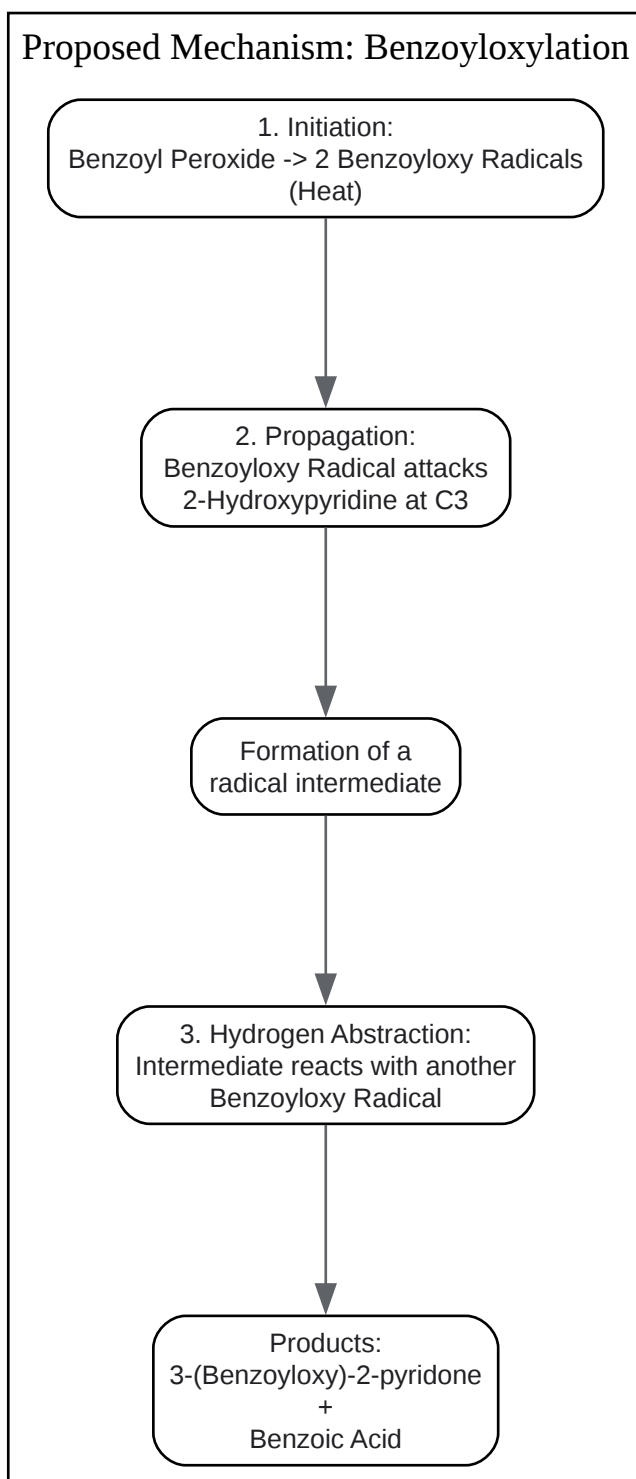 Proposed Mechanism: Benzoyloxylation
1. Initiation:
Benzoyl Peroxide -> 2 Benzoyloxy Radicals
(Heat)
2. Propagation:
Benzoyloxy Radical attacks
2-Hydroxypyridine at C3
Formation of a
radical intermediate
3. Hydrogen Abstraction:
Intermediate reacts with another
Benzoyloxy Radical
Products:
3-(Benzoyloxy)-2-pyridone
+
Benzoic Acid